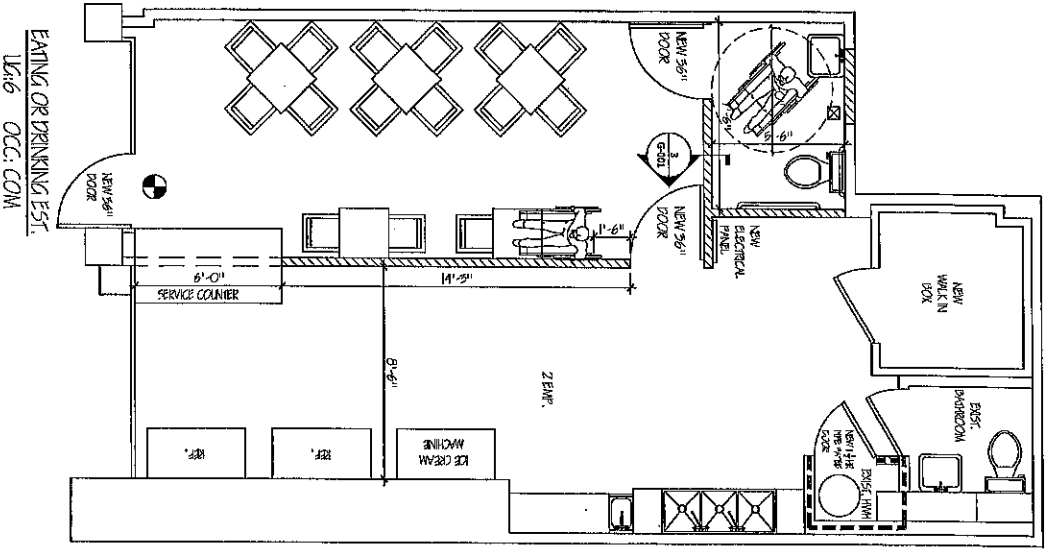 EATING OR DRINKING EST.
UG:6 OCC: COM
NEW 36"
DOOR
NEW 36"
DOOR
3
G-001
NEW 36"
DOOR
1'-9"
5'-6"
NEW
ELECTRICAL
PANEL
NEW
WALK IN
BOX
6'-0"
SERVICE COUNTER
14'-5"
8'-6"
2 EMP.
REF.
REF.
ICE CREAM
MACHINE
EXIST.
BATHROOM
DOOR
EXIST. HWH